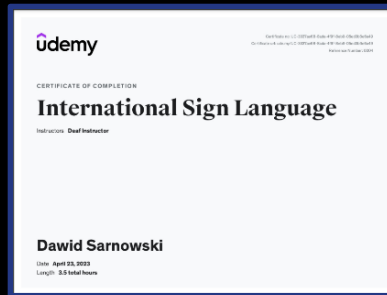 udemy
CERTIFICATE OF COMPLETION
International Sign Language
Instructors Deaf Instructor
Dawid Sarnowski
Date April 23, 2023
Length 3.5 total hours